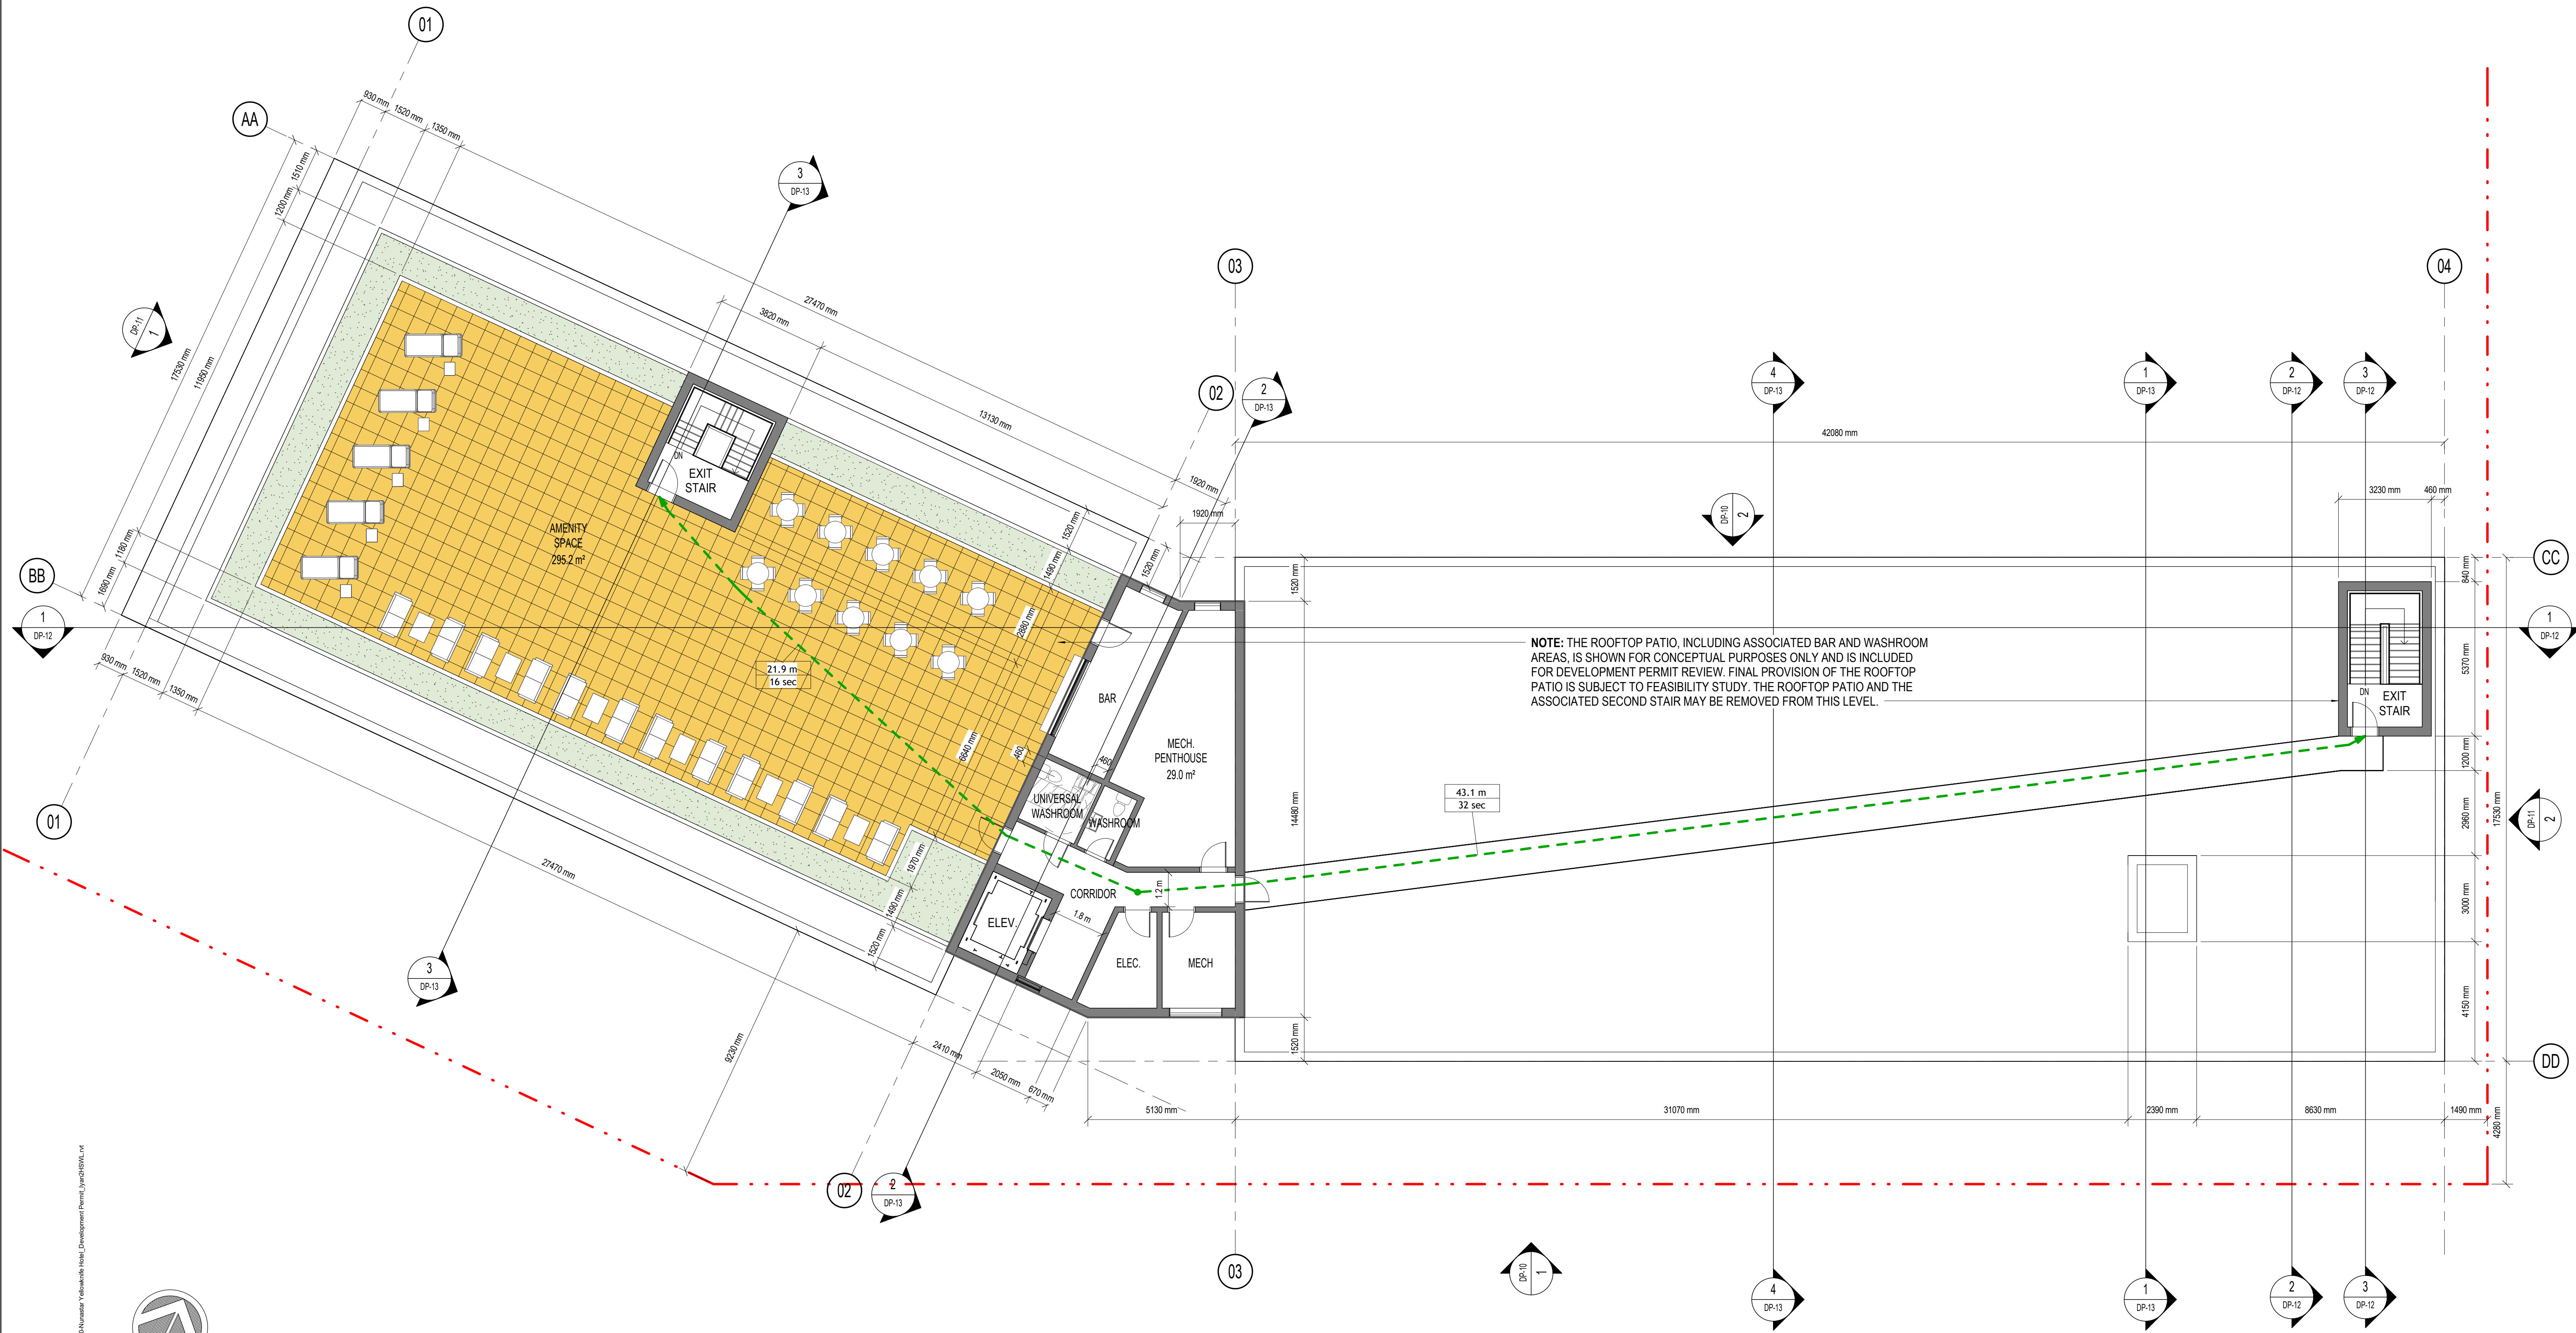 01
AA
930 mm
1520 mm
1350 mm
1510 mm
1200 mm
3
DP-13
17530 mm
11950 mm
DP-11
1
27470 mm
3820 mm
13130 mm
03
04
02
2
DP-13
4
DP-13
1
DP-13
2
DP-12
3
DP-12
42080 mm
1920 mm
1920 mm
3230 mm
460 mm
DP-10
2
DN
EXIT
STAIR
AMENITY
SPACE
295.2 m²
1520 mm
1490 mm
1520 mm
1520 mm
840 mm
CC
BB
1180 mm
1690 mm
1
DP-12
1
DP-12
2880 mm
NOTE: THE ROOFTOP PATIO, INCLUDING ASSOCIATED BAR AND WASHROOM
AREAS, IS SHOWN FOR CONCEPTUAL PURPOSES ONLY AND IS INCLUDED
FOR DEVELOPMENT PERMIT REVIEW. FINAL PROVISION OF THE ROOFTOP
PATIO IS SUBJECT TO FEASIBILITY STUDY. THE ROOFTOP PATIO AND THE
ASSOCIATED SECOND STAIR MAY BE REMOVED FROM THIS LEVEL.
5370 mm
930 mm
1520 mm
1350 mm
21.9 m
16 sec
BAR
DN
EXIT
STAIR
6640 mm
460
460
MECH.
PENTHOUSE
29.0 m²
1200 mm
UNIVERSAL
WASHROOM
WASHROOM
43.1 m
32 sec
14480 mm
2960 mm
17530 mm
DP-11
2
01
27470 mm
1970 mm
1490 mm
1520 mm
CORRIDOR
1.2 m
1.8 m
ELEV.
ELEC.
MECH
3000 mm
3
DP-13
9230 mm
2410 mm
2050 mm
670 mm
1520 mm
4150 mm
DD
5130 mm
31070 mm
2390 mm
8630 mm
1490 mm
4280 mm
02
2
DP-13
03
DP-10
1
4
DP-13
1
DP-13
2
DP-12
3
DP-12
0-Nunastar Yellowknife Hotel_Development Permit_lyan2HSWL.rvt